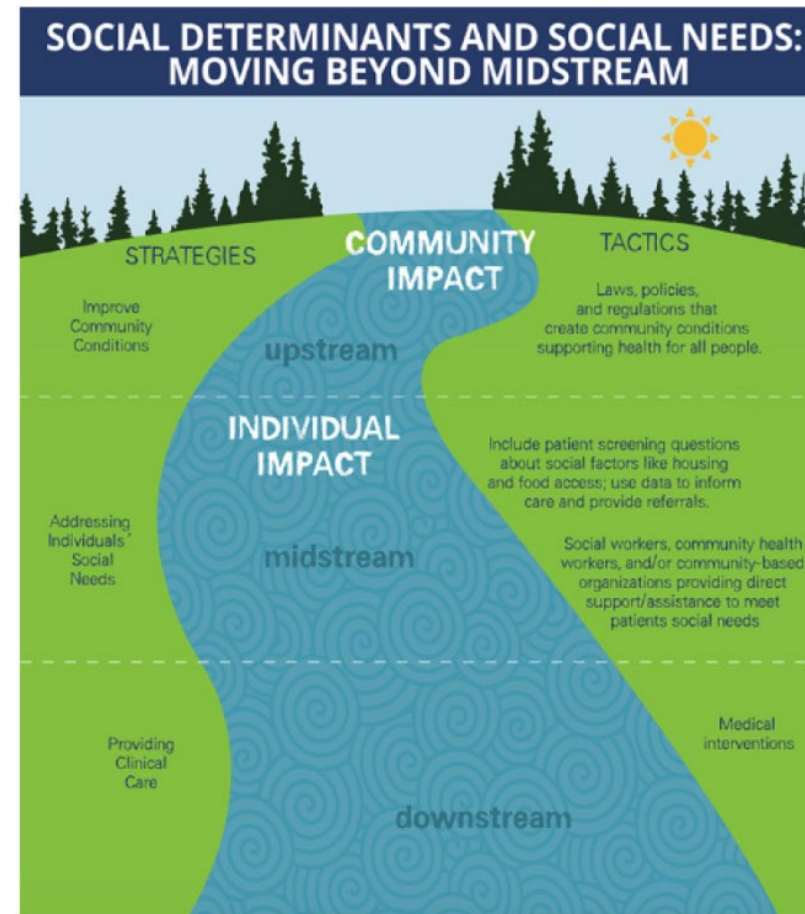 SOCIAL DETERMINANTS AND SOCIAL NEEDS:
MOVING BEYOND MIDSTREAM
STRATEGIES
COMMUNITY
IMPACT
TACTICS
Improve
Community
Conditions
upstream
Laws, policies,
and regulations that
create community conditions
supporting health for all people.
INDIVIDUAL
IMPACT
Addressing
Individuals'
Social
Needs
midstream
Include patient screening questions
about social factors like housing
and food access; use data to inform
care and provide referrals.
Social workers, community health
workers, and/or community-based
organizations providing direct
support/assistance to meet
patients social needs
Providing
Clinical
Care
downstream
Medical
interventions